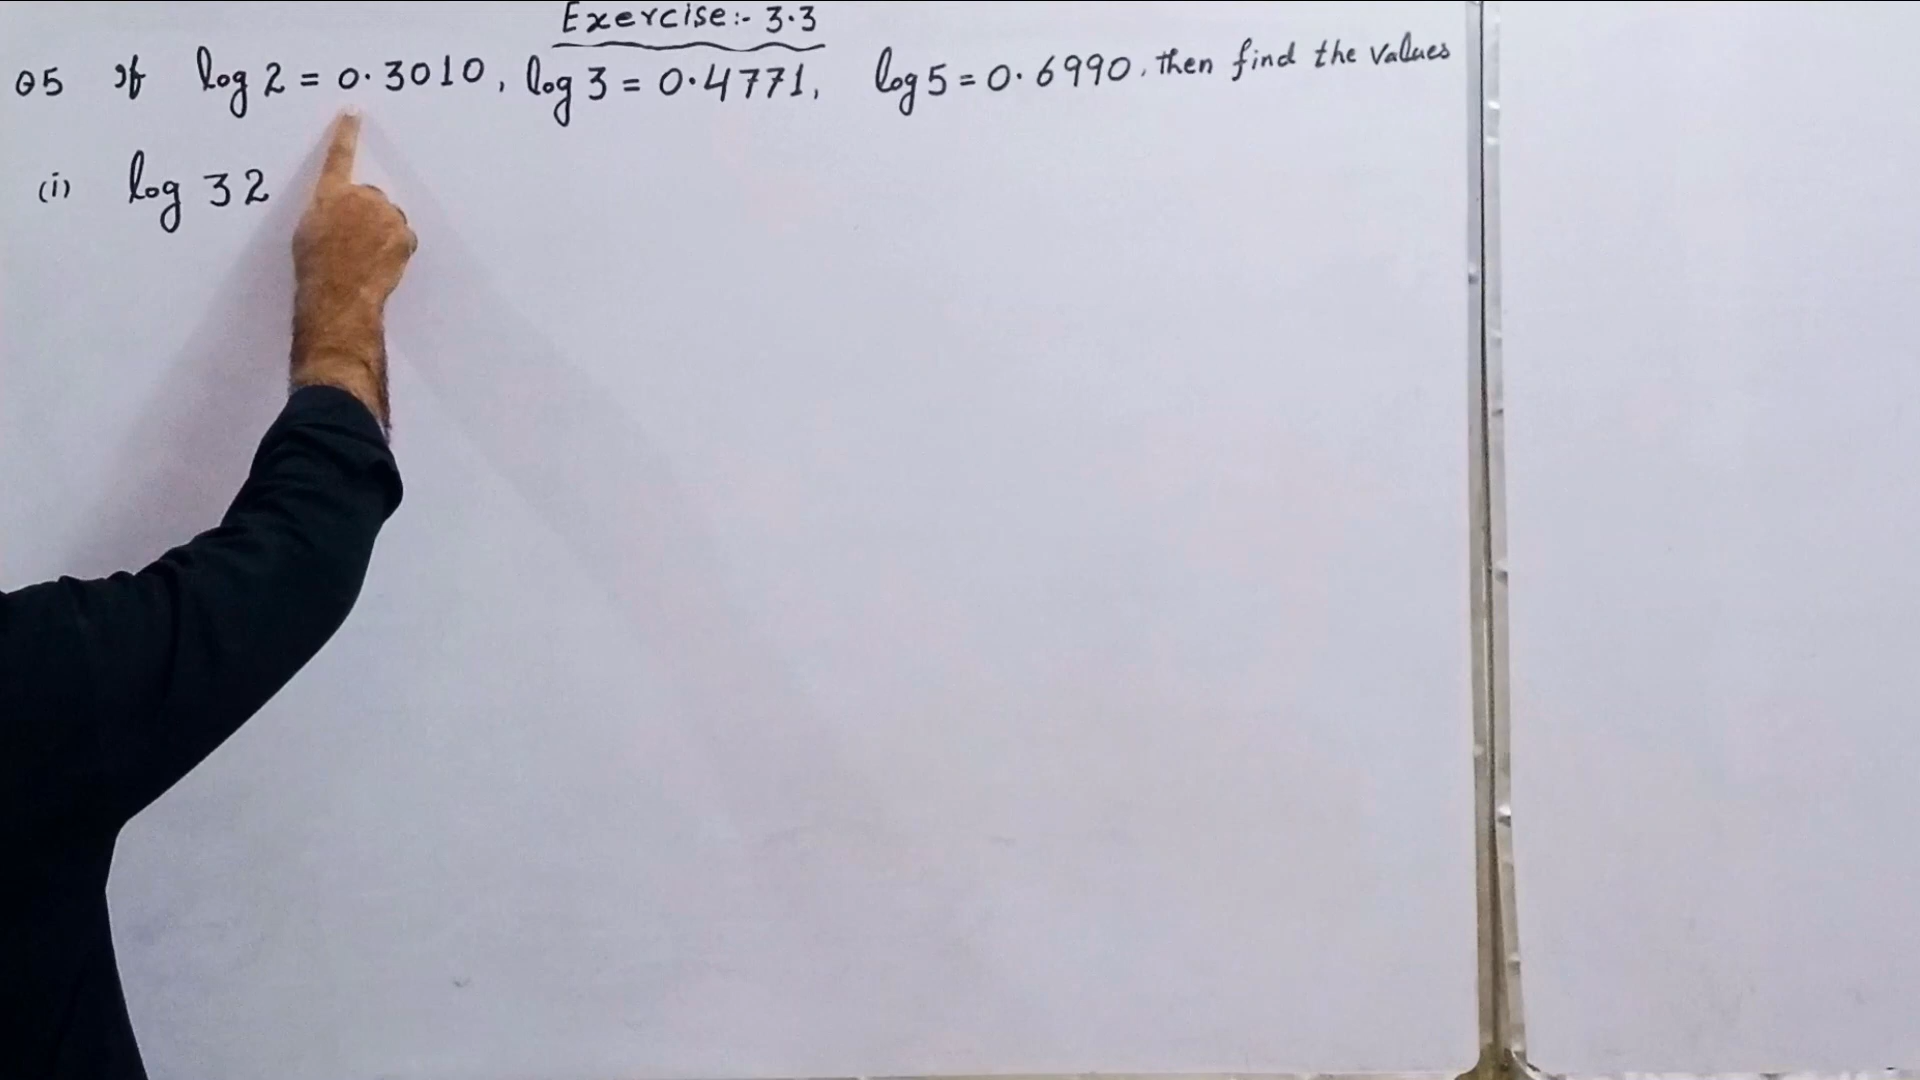 Exercise:- 3.3
Q5 If log 2 = 0.3010, log 3 = 0.4771, log 5 = 0.6990, then find the values
(i) log 32